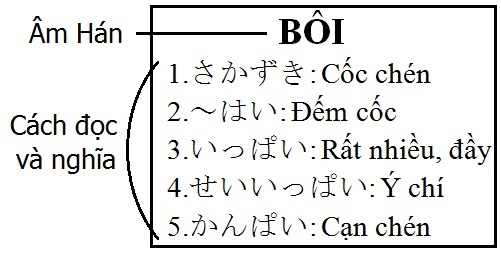 Âm Hán
BÔI
1.さかずき: Cốc chén
2.～はい: Đếm cốc
3.いっぱい: Rất nhiều, đầy
4.せいいっぱい: Ý chí
5.かんぱい: Cạn chén
Cách đọc
và nghĩa